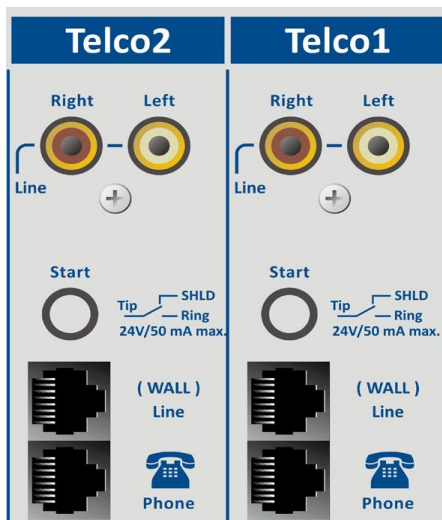 Telco2
Telco1
Right
Left
Line
Start
Tip
SHLD
Ring
24V/50 mA max.
( WALL )
Line
Phone
Right
Left
Line
Start
Tip
SHLD
Ring
24V/50 mA max.
( WALL )
Line
Phone